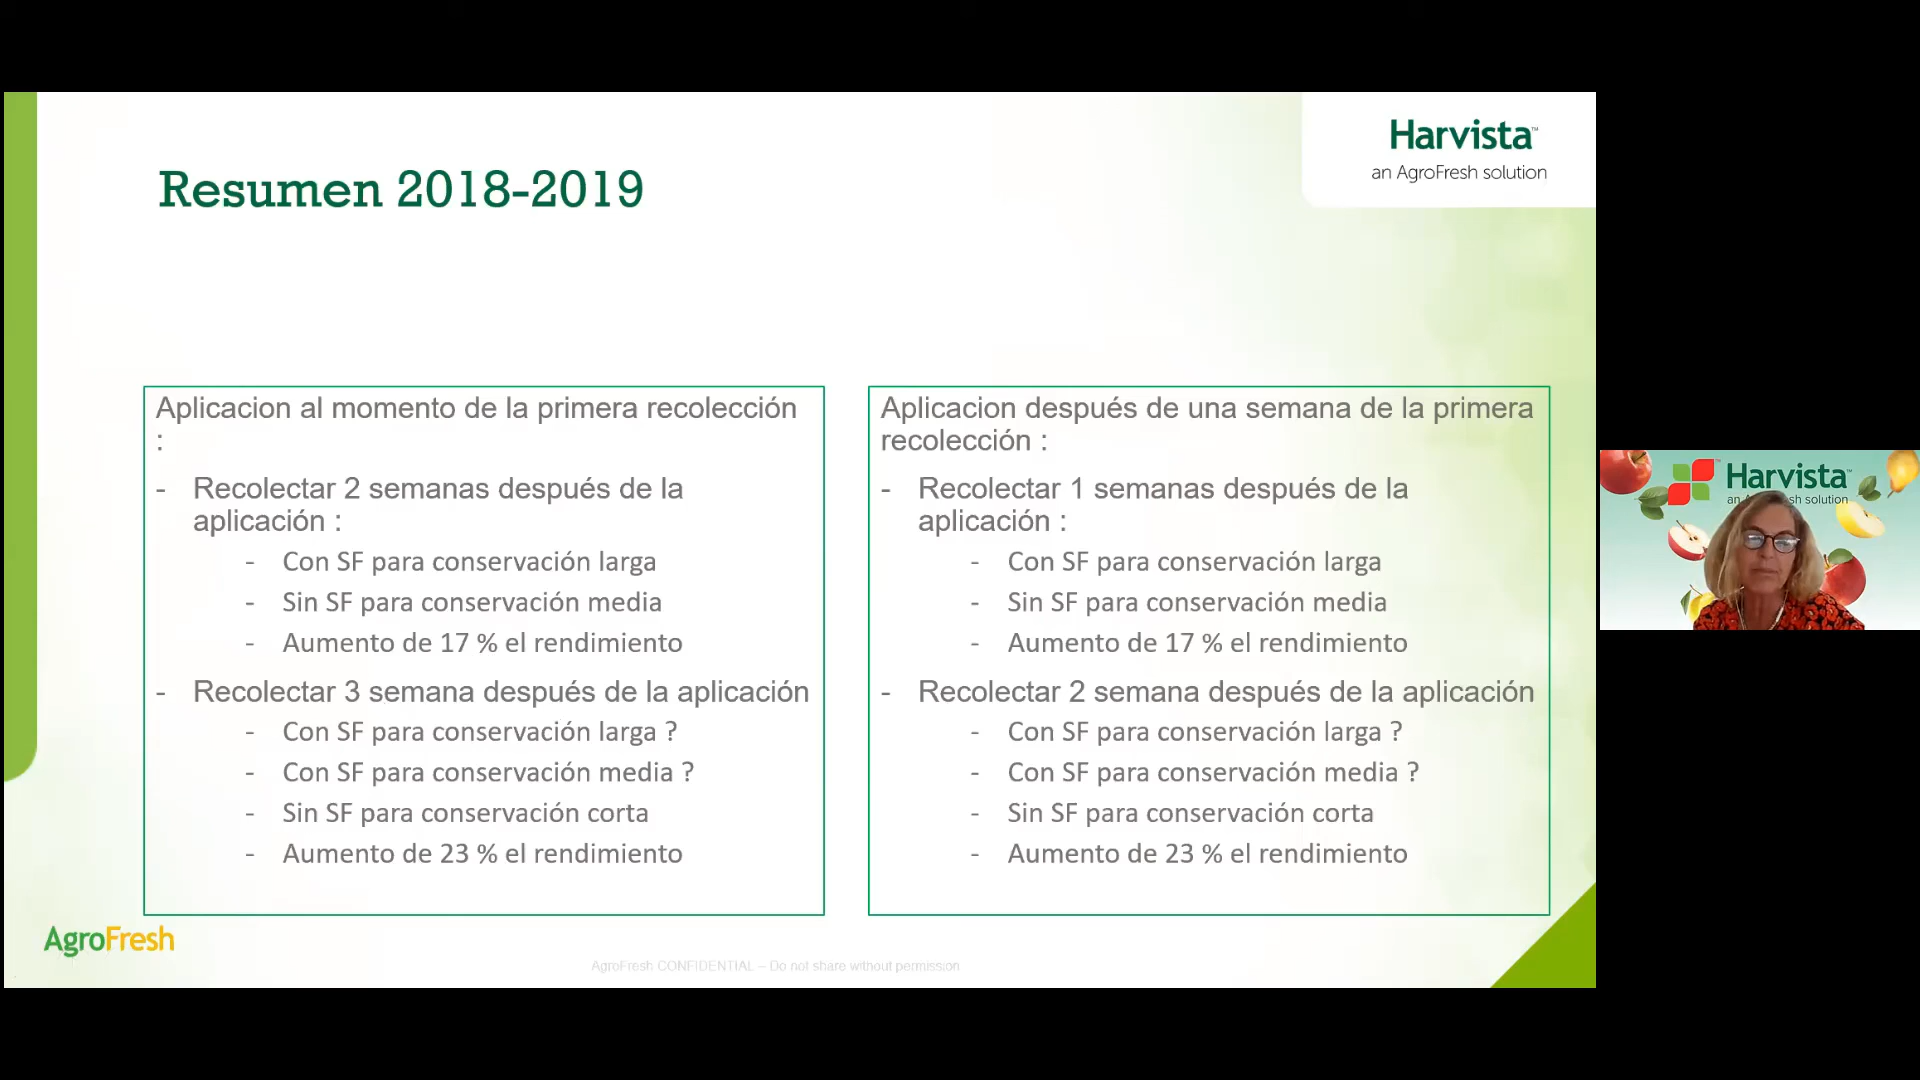 Harvista™
an AgroFresh solution
Resumen 2018-2019
Aplicacion al momento de la primera recolección
:
- Recolectar 2 semanas después de la
aplicación :
- Con SF para conservación larga
- Sin SF para conservación media
- Aumento de 17 % el rendimiento
- Recolectar 3 semana después de la aplicación
- Con SF para conservación larga ?
- Con SF para conservación media ?
- Sin SF para conservación corta
- Aumento de 23 % el rendimiento
Aplicacion después de una semana de la primera
recolección :
- Recolectar 1 semanas después de la
aplicación :
- Con SF para conservación larga
- Sin SF para conservación media
- Aumento de 17 % el rendimiento
- Recolectar 2 semana después de la aplicación
- Con SF para conservación larga ?
- Con SF para conservación media ?
- Sin SF para conservación corta
- Aumento de 23 % el rendimiento
AgroFresh
AgroFresh CONFIDENTIAL – Do not share without permission
Harvista™
solution